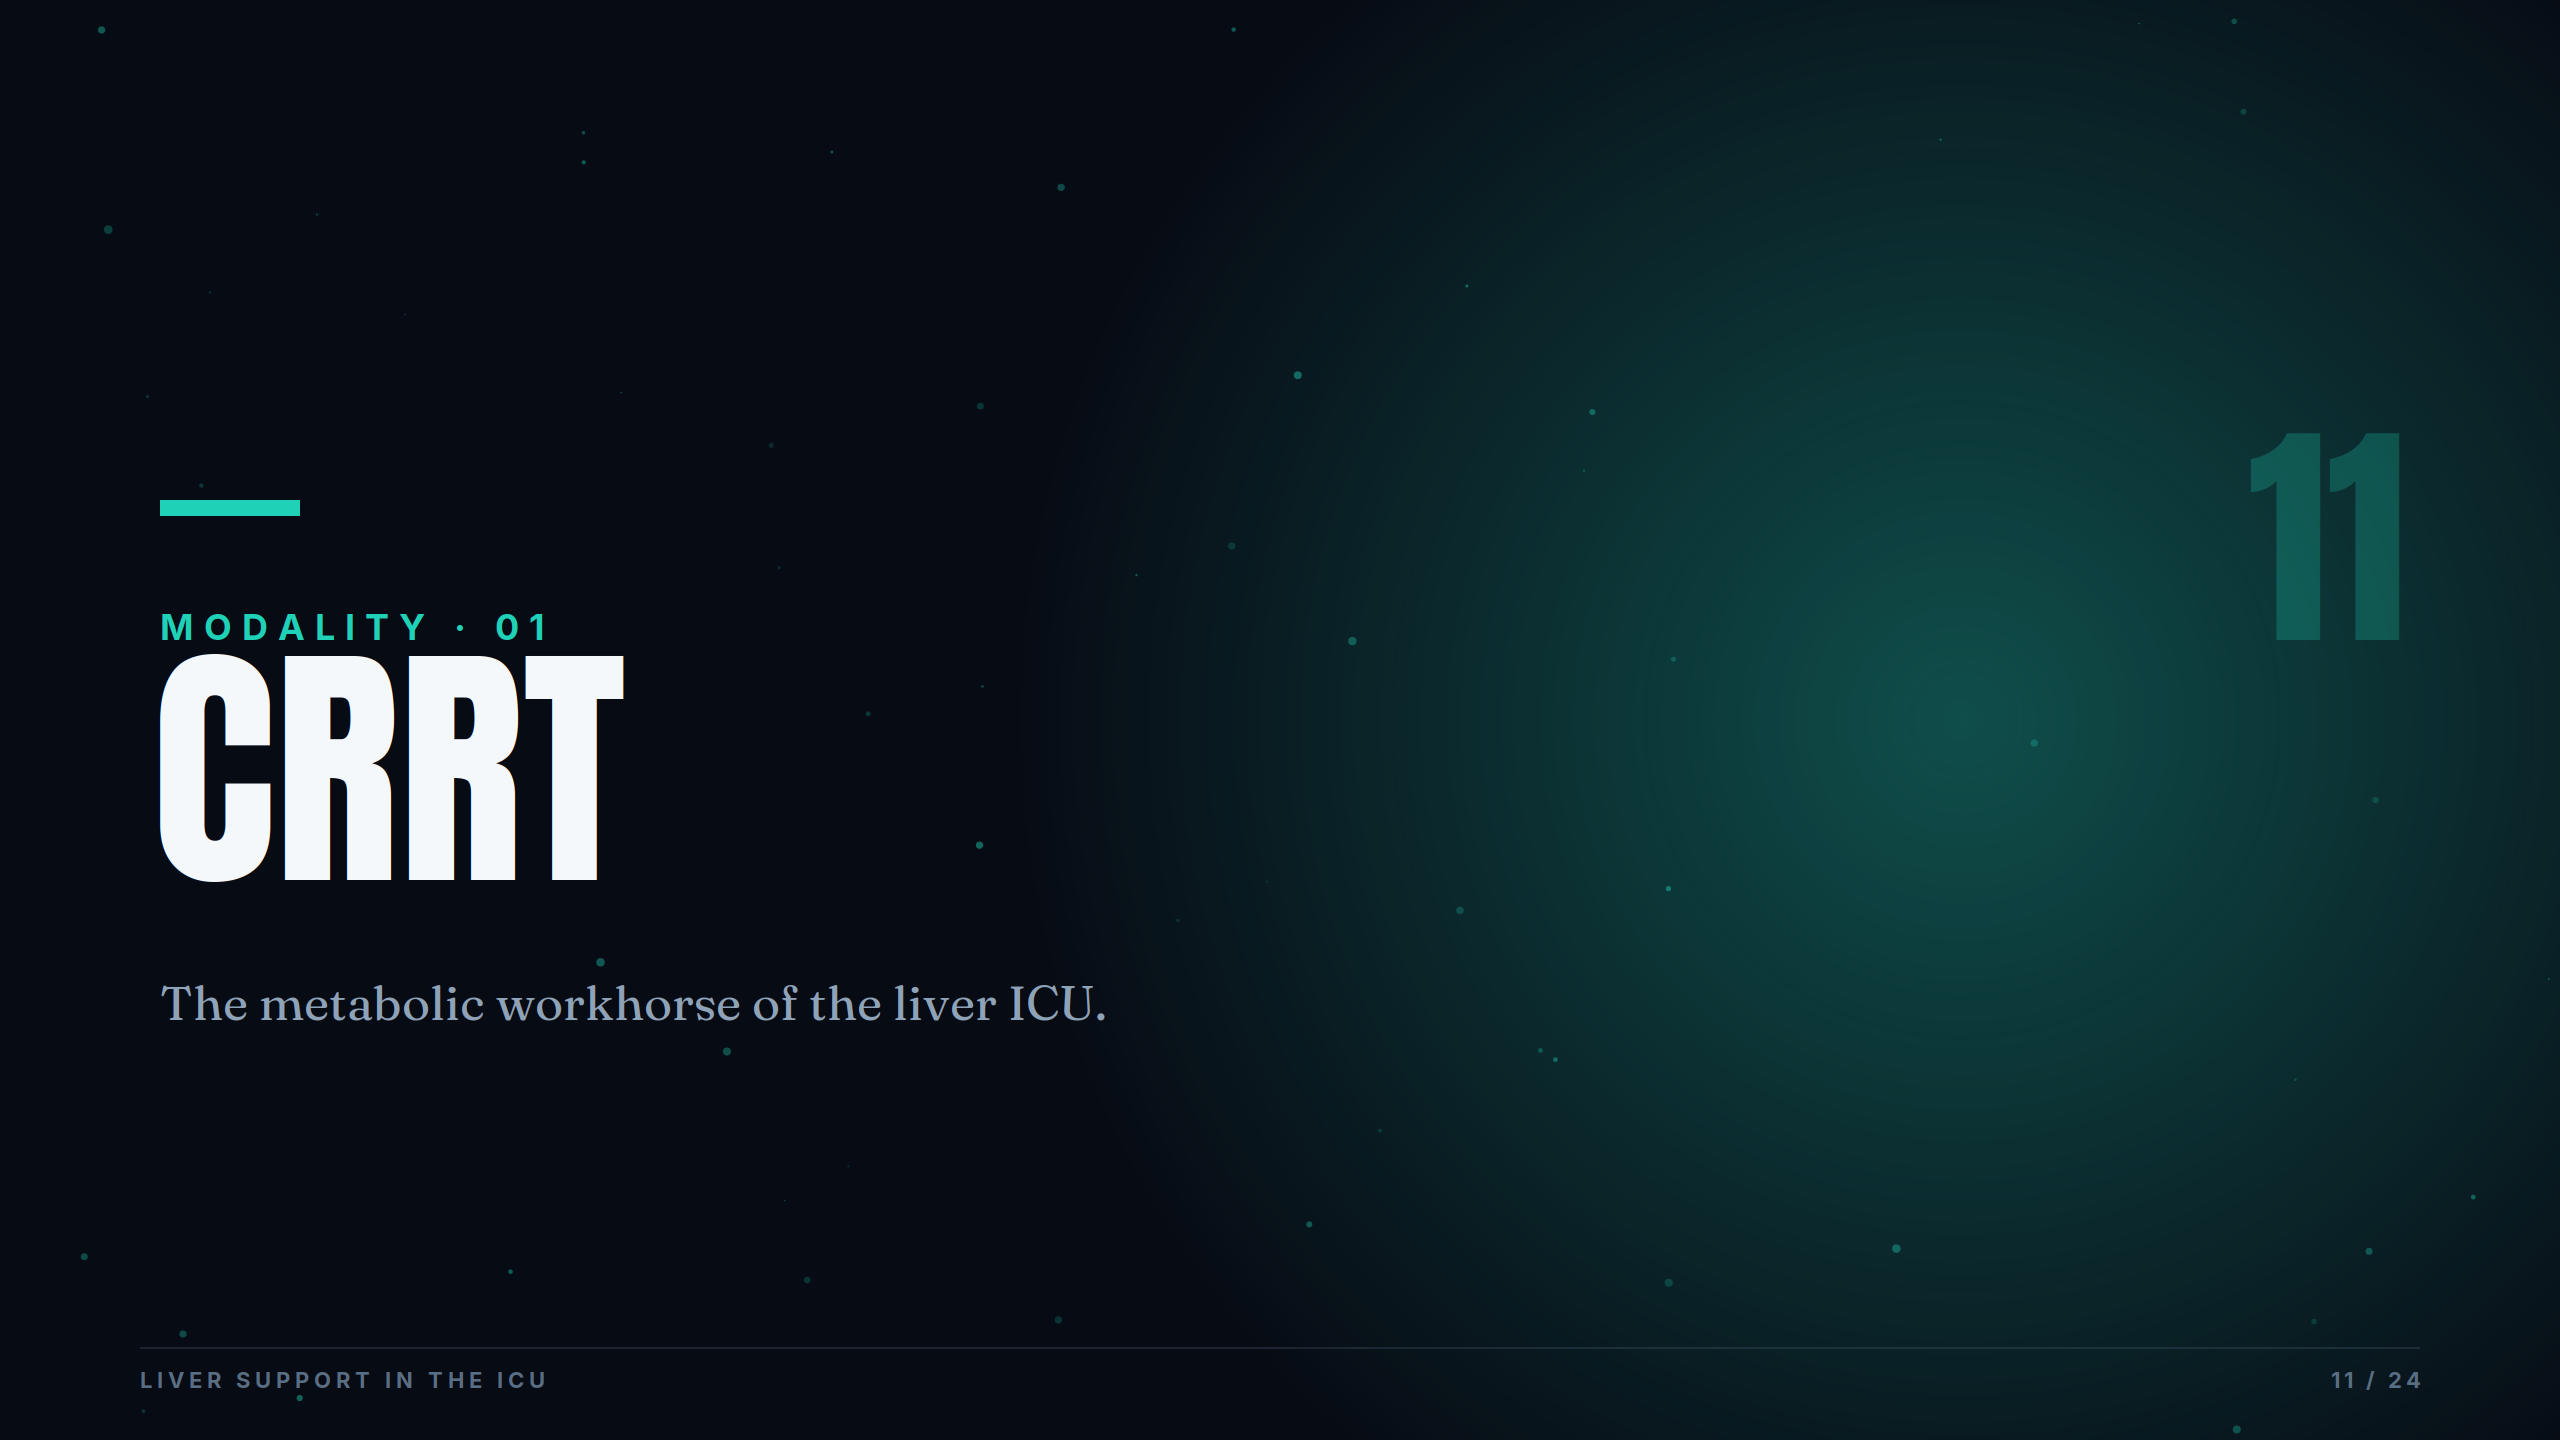 11
MODALITY · 01
CRRT
The metabolic workhorse of the liver ICU.
LIVER SUPPORT IN THE ICU
11 / 24